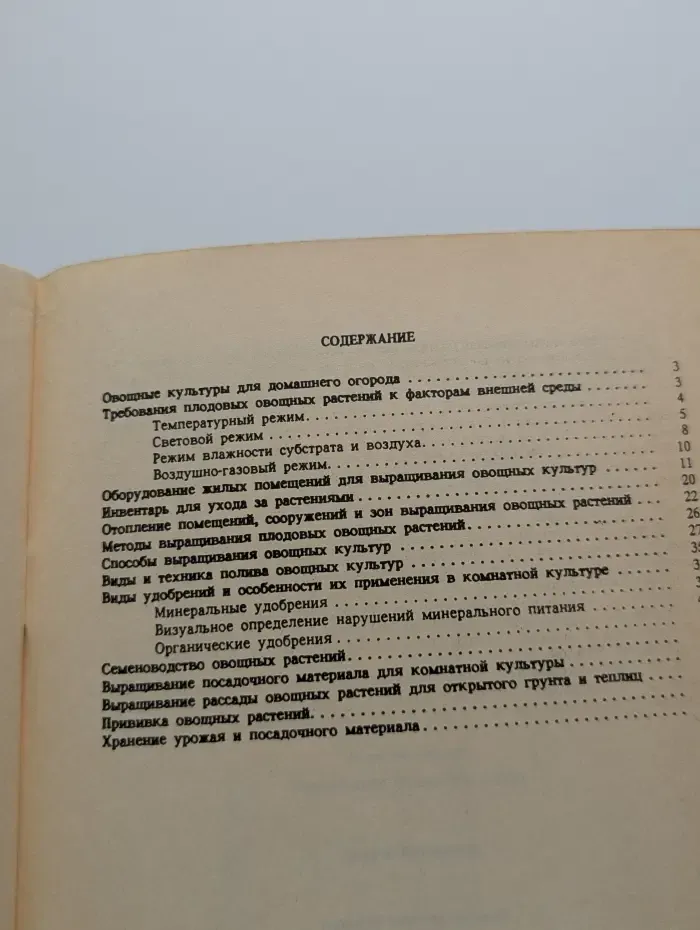 СОДЕРЖАНИЕ
Овощные культуры для домашнего огорода . . . . . . . . . . . . . . . . . . . . 3
Требования плодовых овощных растений к факторам внешней среды . . . . . . . 3
Температурный режим. . . . . . . . . . . . . . . . . . . . . . . . . . . . . . 4
Световой режим . . . . . . . . . . . . . . . . . . . . . . . . . . . . . . . . . 5
Режим влажности субстрата и воздуха. . . . . . . . . . . . . . . . . . . . . 8
Воздушно-газовый режим. . . . . . . . . . . . . . . . . . . . . . . . . . . . 10
Оборудование жилых помещений для выращивания овощных культур . . . . . . 11
Инвентарь для ухода за растениями . . . . . . . . . . . . . . . . . . . . . . . . 20
Отопление помещений, сооружений и зон выращивания овощных растений . . . 22
Методы выращивания плодовых овощных растений. . . . . . . . . . . . . . . . . 26
Способы выращивания овощных культур . . . . . . . . . . . . . . . . . . . . . . 27
Виды и техника полива овощных культур . . . . . . . . . . . . . . . . . . . . .
Виды удобрений и особенности их применения в комнатной культуре . . . . . .
Минеральные удобрения . . . . . . . . . . . . . . . . . . . . . . . . . . . .
Визуальное определение нарушений минерального питания . . . . . . . .
Органические удобрения . . . . . . . . . . . . . . . . . . . . . . . . . . . .
Семеноводство овощных растений. . . . . . . . . . . . . . . . . . . . . . . . . .
Выращивание посадочного материала для комнатной культуры . . . . . . . . .
Выращивание рассады овощных растений для открытого грунта и теплиц . . . .
Прививка овощных растений. . . . . . . . . . . . . . . . . . . . . . . . . . . . .
Хранение урожая и посадочного материала . . . . . . . . . . . . . . . . . . . .